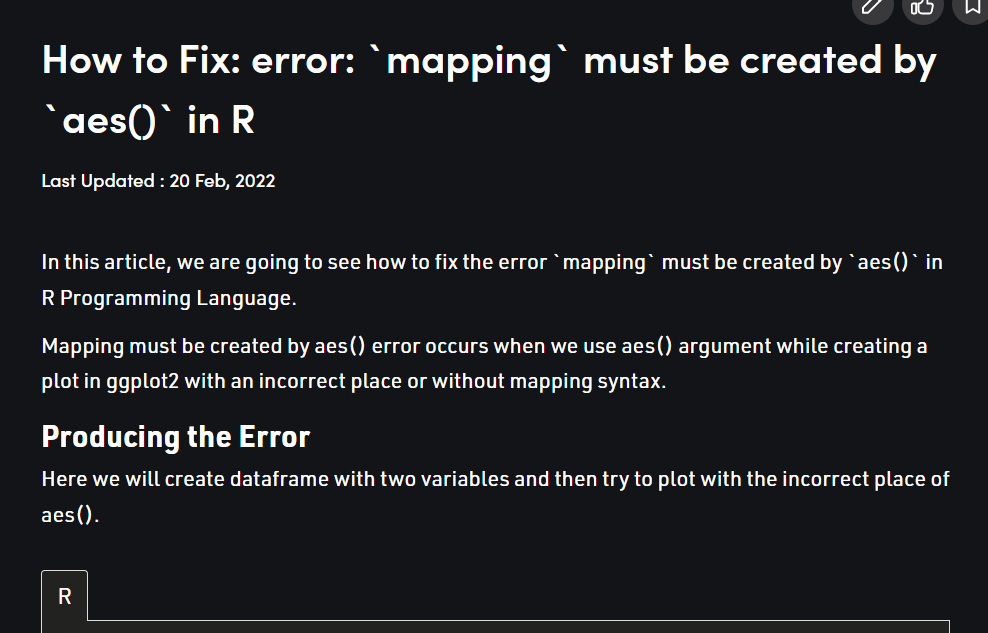 How to Fix: error: `mapping` must be created by
`aes()` in R
Last Updated : 20 Feb, 2022
In this article, we are going to see how to fix the error `mapping` must be created by `aes()` in
R Programming Language.
Mapping must be created by aes() error occurs when we use aes() argument while creating a
plot in ggplot2 with an incorrect place or without mapping syntax.
Producing the Error
Here we will create dataframe with two variables and then try to plot with the incorrect place of
aes().
R